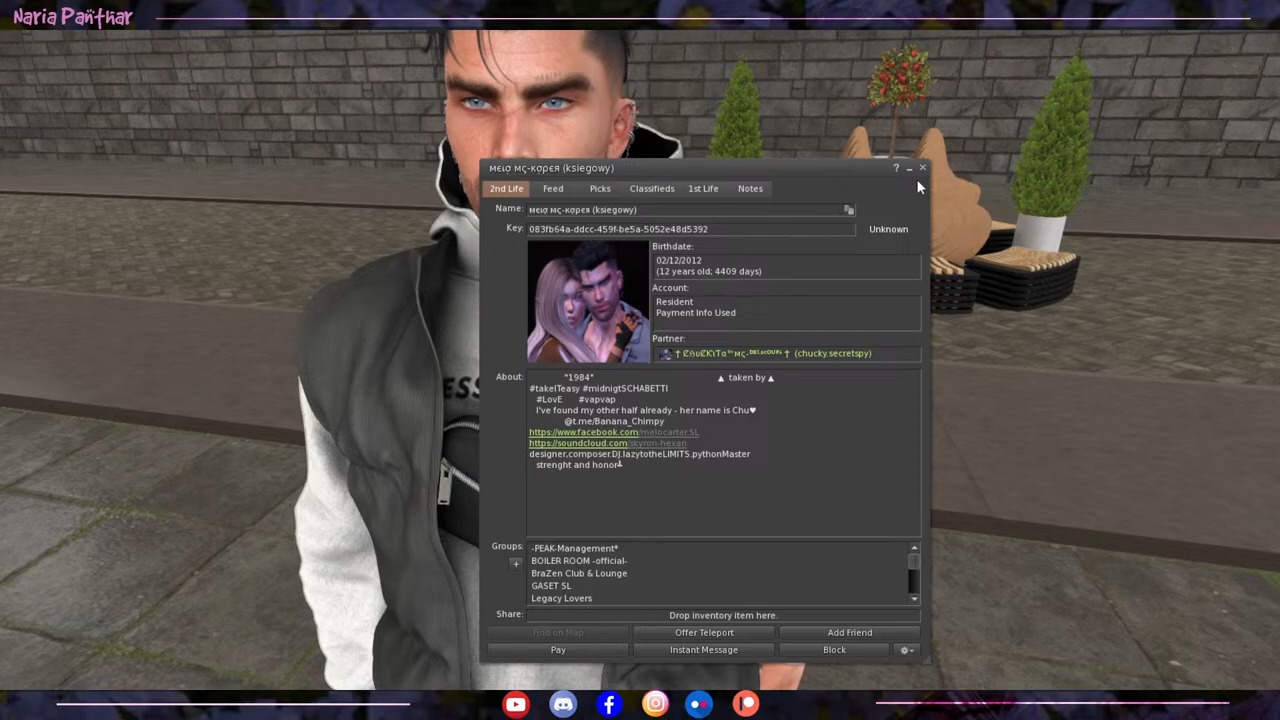 Naria Panthar
мєισ мς-кσρєя (ksiegowy)
2nd Life Feed Picks Classifieds 1st Life Notes
Name: мєισ мς-кσρєя (ksiegowy)
Key: 083fb64a-ddcc-459f-be5a-5052e48d5392 Unknown
Birthdate:
02/12/2012
(12 years old; 4409 days)
Account:
Resident
Payment Info Used
Partner:
(chucky.secretspy)
About: "1984" ▲ taken by ▲
#takeITeasy #midnigtSCHABETTI
#LovE #vapvap
I've found my other half already - her name is Chu♥
@t.me/Banana_Chimpy
https://www.facebook.com/melocarter.SL
https://soundcloud.com/skyron-hexan
designer,composer.DJ.lazytotheLIMITS.pythonMaster
strenght and honor
Groups: -PEAK-Management*
BOILER ROOM -official-
BraZen Club & Lounge
GASET SL
Legacy Lovers
Share: Drop inventory item here.
Find on Map Offer Teleport Add Friend
Pay Instant Message Block